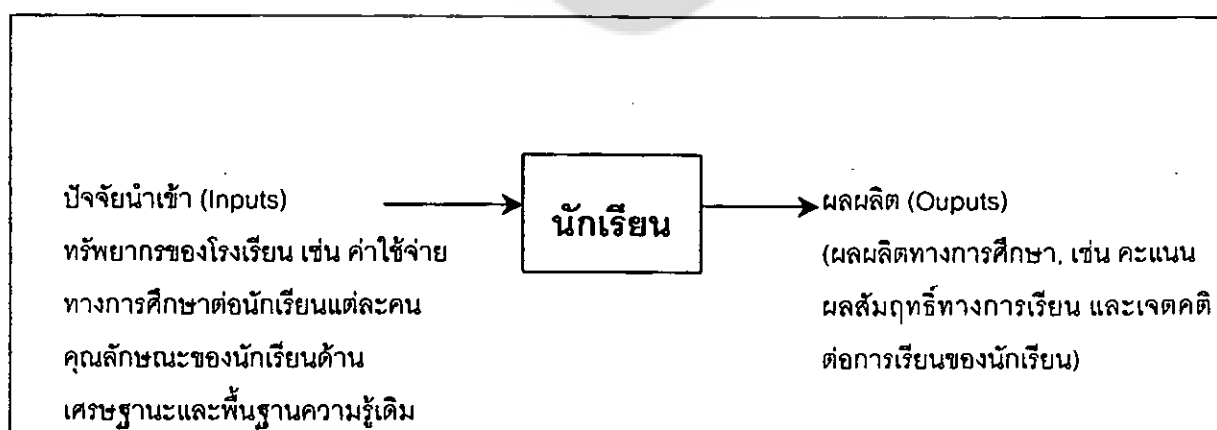 ปัจจัยนำเข้า (Inputs)
ทรัพยากรของโรงเรียน เช่น ค่าใช้จ่าย
ทางการศึกษาต่อนักเรียนแต่ละคน
คุณลักษณะของนักเรียนด้าน
เศรษฐานะและพื้นฐานความรู้เดิม
นักเรียน
ผลผลิต (Ouputs)
(ผลผลิตทางการศึกษา, เช่น คะแนน
ผลสัมฤทธิ์ทางการเรียน และเจตคติ
ต่อการเรียนของนักเรียน)